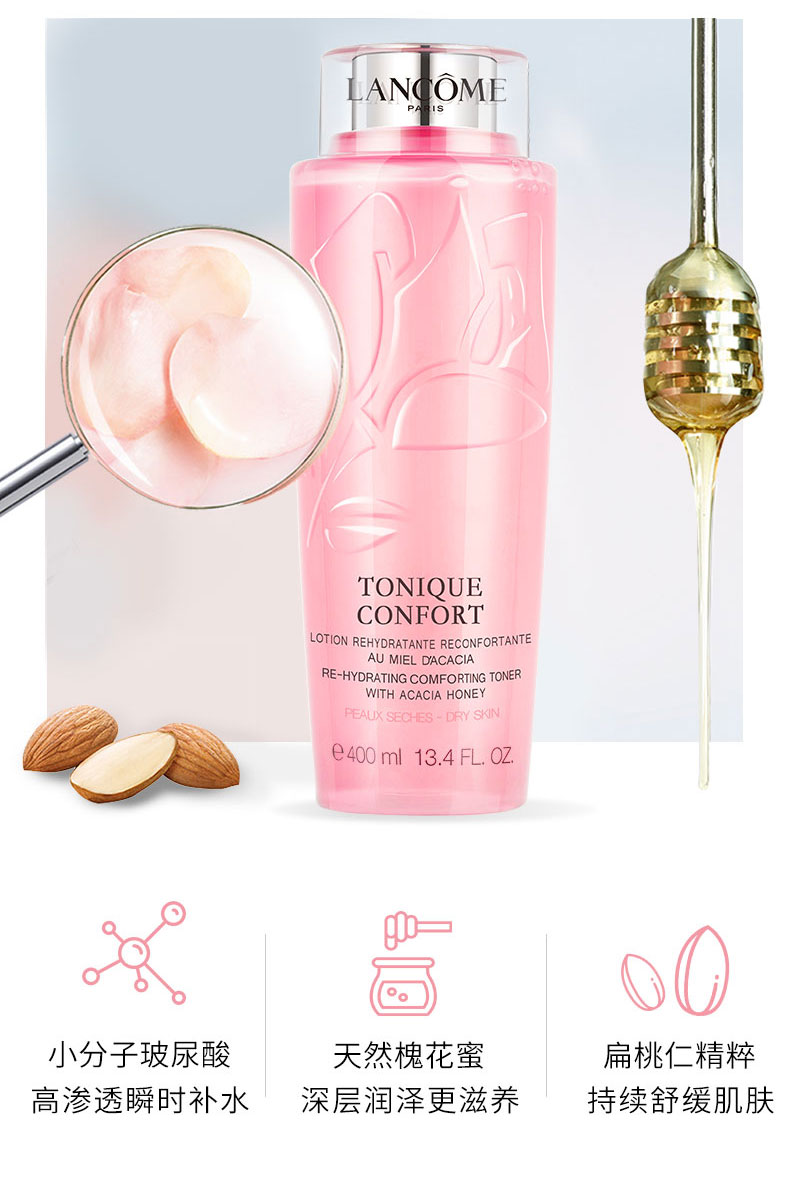 LANCÔME
PARIS
TONIQUE
CONFORT
LOTION REHYDRATANTE RECONFORTANTE
AU MIEL D'ACACIA
RE-HYDRATING COMFORTING TONER
WITH ACACIA HONEY
PEAUX SECHES - DRY SKIN
℮ 400 ml 13.4 FL. OZ.
小分子玻尿酸
高渗透瞬时补水
天然槐花蜜
深层润泽更滋养
扁桃仁精粹
持续舒缓肌肤